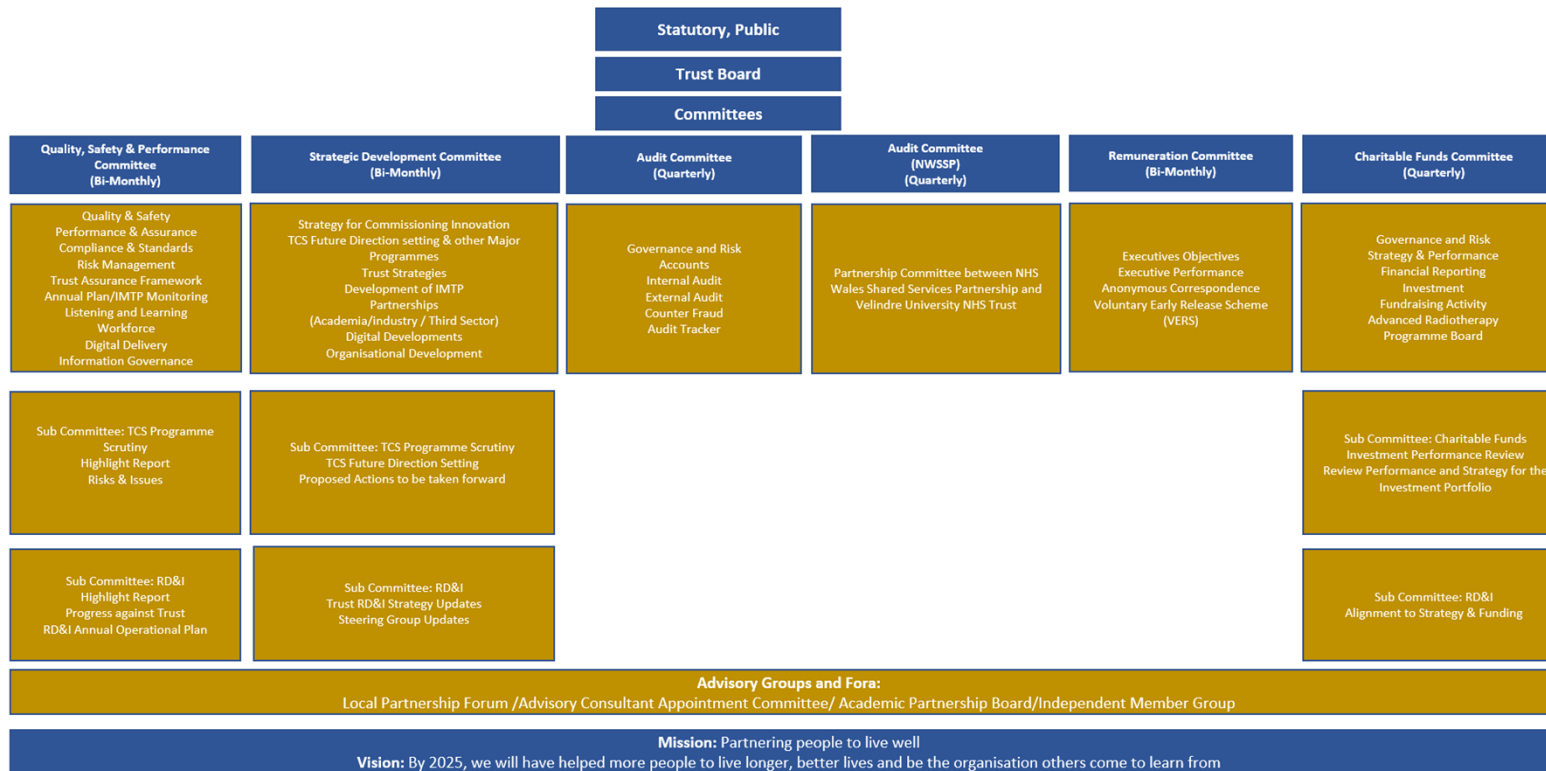 Statutory, Public
Trust Board
Committees
Quality, Safety & Performance
Committee
(Bi-Monthly)
Strategic Development Committee
(Bi-Monthly)
Audit Committee
(Quarterly)
Audit Committee
(NWSSP)
(Quarterly)
Remuneration Committee
(Bi-Monthly)
Charitable Funds Committee
(Quarterly)
Quality & Safety
Performance & Assurance
Compliance & Standards
Risk Management
Trust Assurance Framework
Annual Plan/IMTP Monitoring
Listening and Learning
Workforce
Digital Delivery
Information Governance
Strategy for Commissioning Innovation
TCS Future Direction setting & other Major
Programmes
Trust Strategies
Development of IMTP
Partnerships
(Academia/industry / Third Sector)
Digital Developments
Organisational Development
Governance and Risk
Accounts
Internal Audit
External Audit
Counter Fraud
Audit Tracker
Partnership Committee between NHS
Wales Shared Services Partnership and
Velindre University NHS Trust
Executives Objectives
Executive Performance
Anonymous Correspondence
Voluntary Early Release Scheme
(VERS)
Governance and Risk
Strategy & Performance
Financial Reporting
Investment
Fundraising Activity
Advanced Radiotherapy
Programme Board
Sub Committee: TCS Programme
Scrutiny
Highlight Report
Risks & Issues
Sub Committee: TCS Programme Scrutiny
TCS Future Direction Setting
Proposed Actions to be taken forward
Sub Committee: Charitable Funds
Investment Performance Review
Review Performance and Strategy for the
Investment Portfolio
Sub Committee: RD&I
Highlight Report
Progress against Trust
RD&I Annual Operational Plan
Sub Committee: RD&I
Trust RD&I Strategy Updates
Steering Group Updates
Sub Committee: RD&I
Alignment to Strategy & Funding
Advisory Groups and Fora:
Local Partnership Forum /Advisory Consultant Appointment Committee/ Academic Partnership Board/Independent Member Group
Mission: Partnering people to live well
Vision: By 2025, we will have helped more people to live longer, better lives and be the organisation others come to learn from